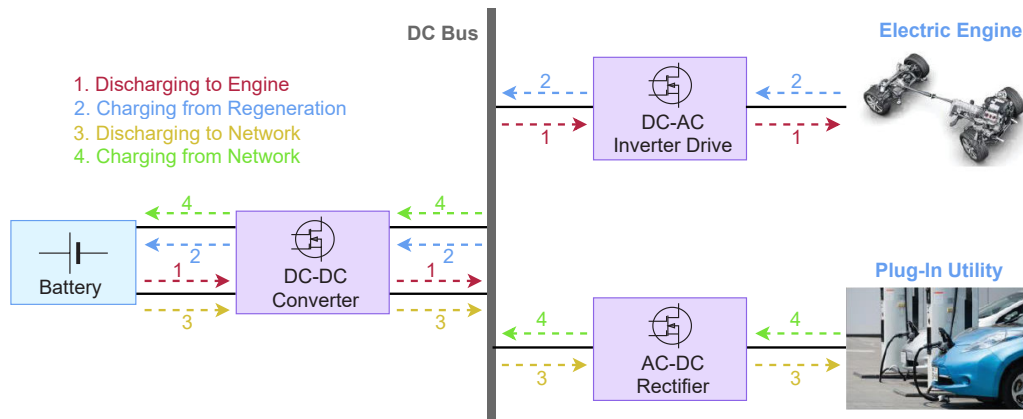 DC Bus
Electric Engine
1. Discharging to Engine
2. Charging from Regeneration
3. Discharging to Network
4. Charging from Network
2
2
DC-AC
Inverter Drive
1
1
4
4
Battery
2
1
3
DC-DC
Converter
2
1
3
Plug-In Utility
4
4
AC-DC
Rectifier
3
3